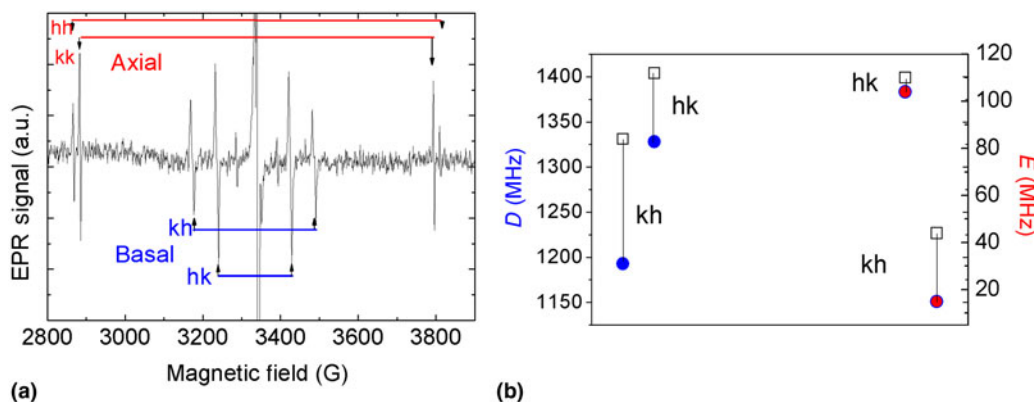 hh
kk
Axial
kh
Basal
hk
EPR signal (a.u.)
2800 3000 3200 3400 3600 3800
Magnetic field (G)
(a)
1400
1350
1300
1250
1200
1150
D (MHz)
hk
kh
hk
kh
120
100
80
60
40
20
E (MHz)
(b)